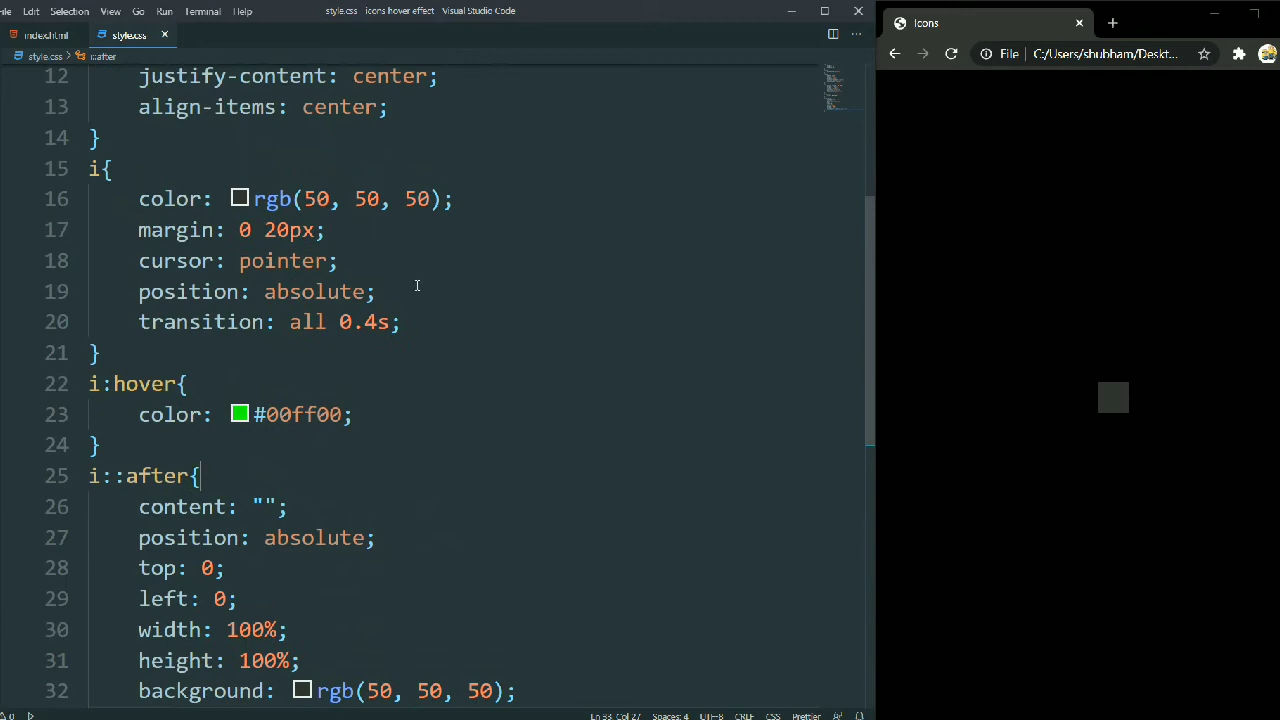 File Edit Selection View Go Run Terminal Help
style.css icons hover effect Visual Studio Code
index.html style.css
style.css i::after
12 justify-content: center;
13 align-items: center;
14 }
15 i{
16 color: rgb(50, 50, 50);
17 margin: 0 20px;
18 cursor: pointer;
19 position: absolute;
20 transition: all 0.4s;
21 }
22 i:hover{
23 color: #00ff00;
24 }
25 i::after{
26 content: "";
27 position: absolute;
28 top: 0;
29 left: 0;
30 width: 100%;
31 height: 100%;
32 background: rgb(50, 50, 50);
0 Ln 33, Col 27 Spaces: 4 UTF-8 CRLF CSS Prettier
Icons
File C:/Users/shubham/Deskt...